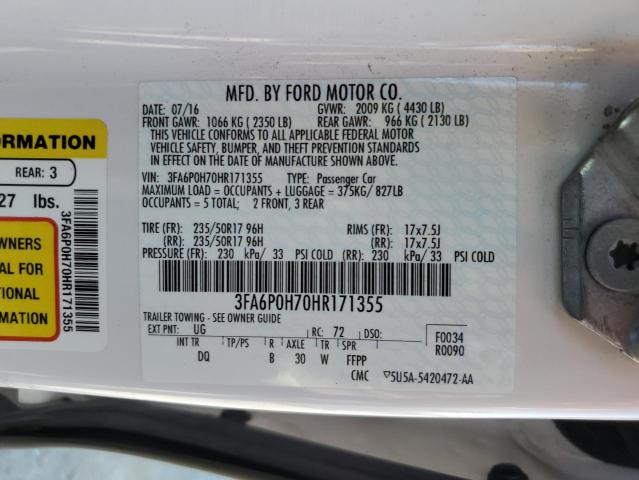 MFD. BY FORD MOTOR CO.
DATE: 07/16 GVWR: 2009 KG ( 4430 LB)
FRONT GAWR: 1066 KG ( 2350 LB) REAR GAWR: 966 KG ( 2130 LB)
THIS VEHICLE CONFORMS TO ALL APPLICABLE FEDERAL MOTOR
VEHICLE SAFETY, BUMPER, AND THEFT PREVENTION STANDARDS
IN EFFECT ON THE DATE OF MANUFACTURE SHOWN ABOVE.
VIN: 3FA6P0H70HR171355 TYPE: Passenger Car
MAXIMUM LOAD = OCCUPANTS + LUGGAGE = 375KG/ 827LB
OCCUPANTS = 5 TOTAL; 2 FRONT, 3 REAR
TIRE (FR): 235/50R17 96H RIMS (FR): 17x7.5J
(RR): 235/50R17 96H (RR): 17x7.5J
PRESSURE (FR): 230 kPa/ 33 PSI COLD (RR): 230 kPa/ 33 PSI COLD
3FA6P0H70HR171355
TRAILER TOWING - SEE OWNER GUIDE
EXT PNT: UG RC: 72 DSO: F0034
R0090
INT TR TP/PS R AXLE TR SPR
DQ B 30 W FFPP
CMC 5U5A-5420472-AA
ORMATION
REAR: 3
27 lbs.
OWNERS
AL FOR
TIONAL
ION
3FA6P0H70HR171355